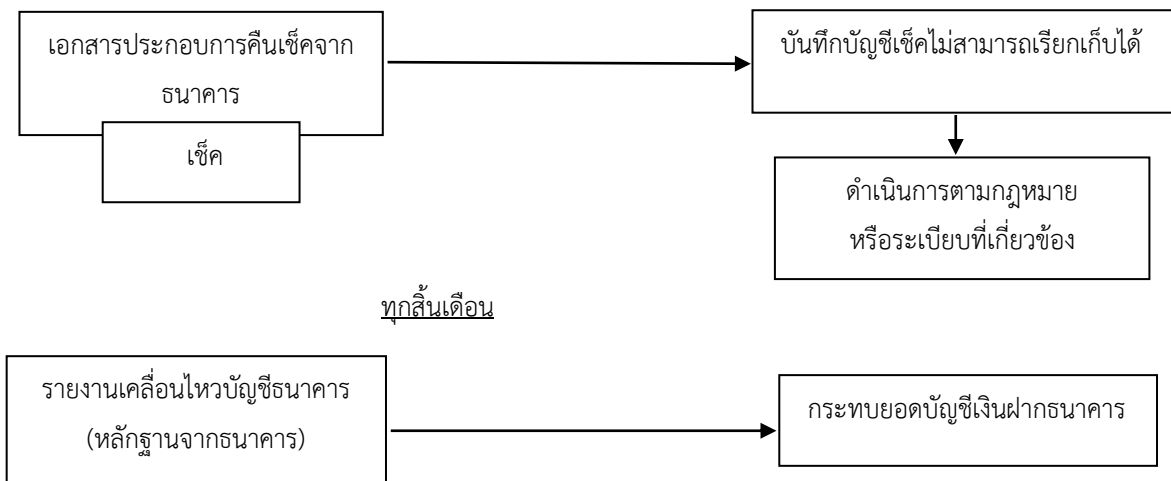 เอกสารประกอบการคืนเช็คจาก
ธนาคาร
เช็ค
บันทึกบัญชีเช็คไม่สามารถเรียกเก็บได้
ดำเนินการตามกฎหมาย
หรือระเบียบที่เกี่ยวข้อง
ทุกสิ้นเดือน
รายงานเคลื่อนไหวบัญชีธนาคาร
(หลักฐานจากธนาคาร)
กระทบยอดบัญชีเงินฝากธนาคาร